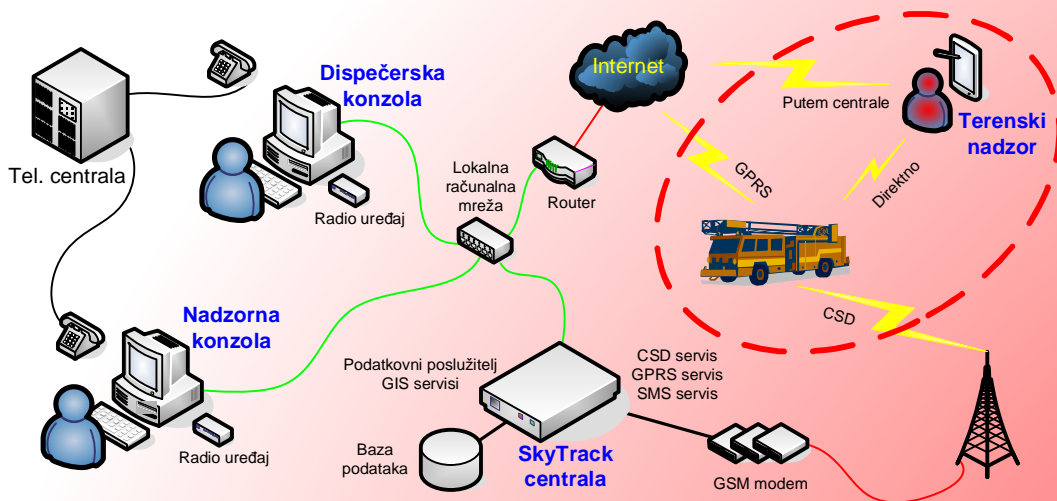 Tel. centrala
Dispečerska
konzola
Radio uređaj
Lokalna
računalna
mreža
Router
Internet
Putem centrale
Terenski
nadzor
GPRS
Direktno
CSD
Nadzorna
konzola
Radio uređaj
Podatkovni poslužitelj
GIS servisi
CSD servis
GPRS servis
SMS servis
Baza
podataka
SkyTrack
centrala
GSM modem